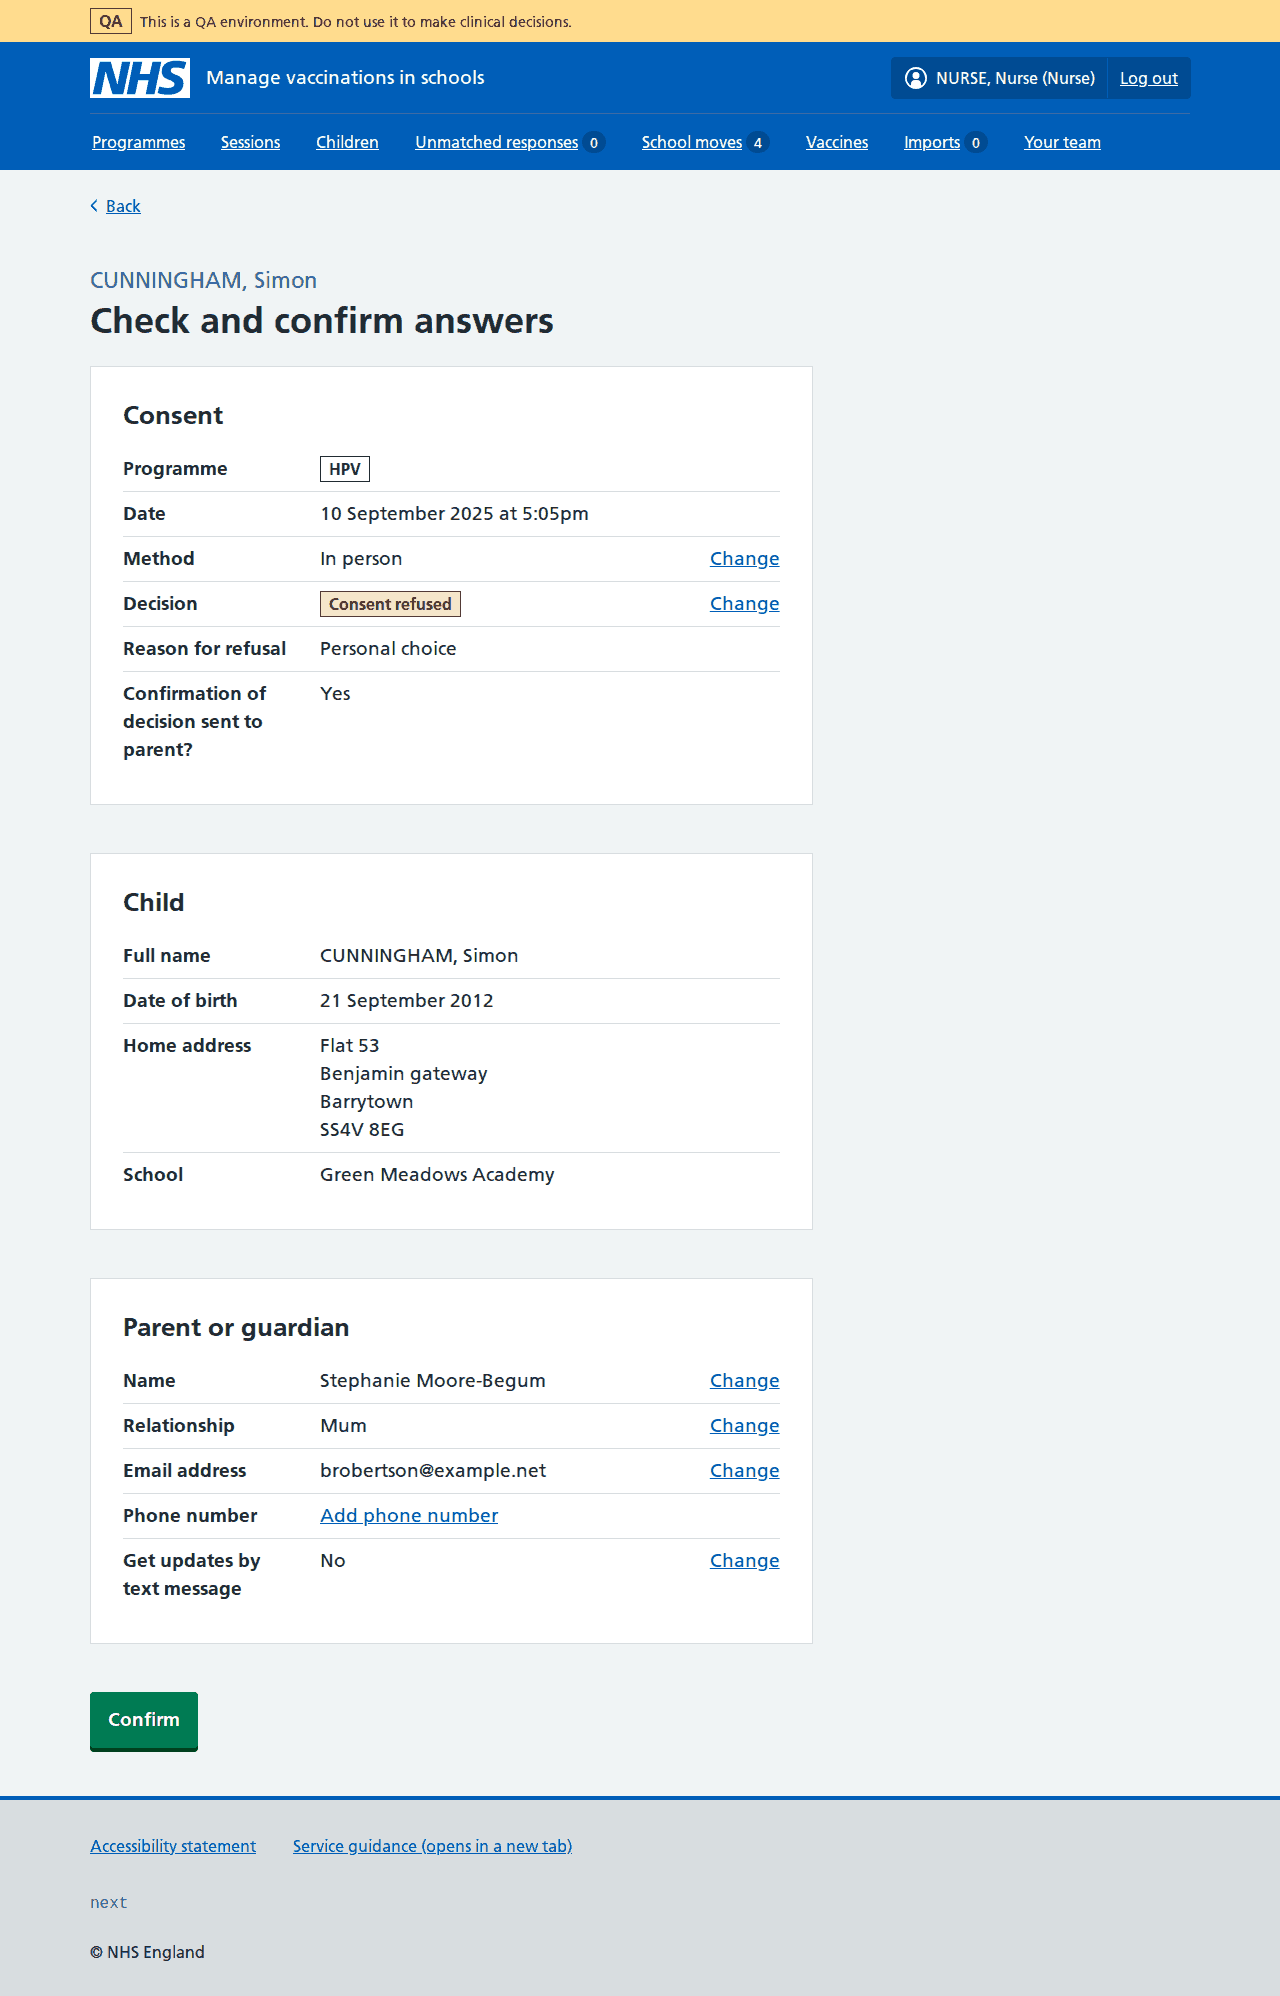 QA This is a QA environment. Do not use it to make clinical decisions.
NHS Manage vaccinations in schools NURSE, Nurse (Nurse) Log out
Programmes Sessions Children Unmatched responses 0 School moves 4 Vaccines Imports 0 Your team
Back
CUNNINGHAM, Simon
Check and confirm answers
Consent
Programme HPV
Date 10 September 2025 at 5:05pm
Method In person Change
Decision Consent refused Change
Reason for refusal Personal choice
Confirmation of Yes
decision sent to
parent?
Child
Full name CUNNINGHAM, Simon
Date of birth 21 September 2012
Home address Flat 53
Benjamin gateway
Barrytown
SS4V 8EG
School Green Meadows Academy
Parent or guardian
Name Stephanie Moore-Begum Change
Relationship Mum Change
Email address brobertson@example.net Change
Phone number Add phone number
Get updates by No Change
text message
Confirm
Accessibility statement Service guidance (opens in a new tab)
next
© NHS England